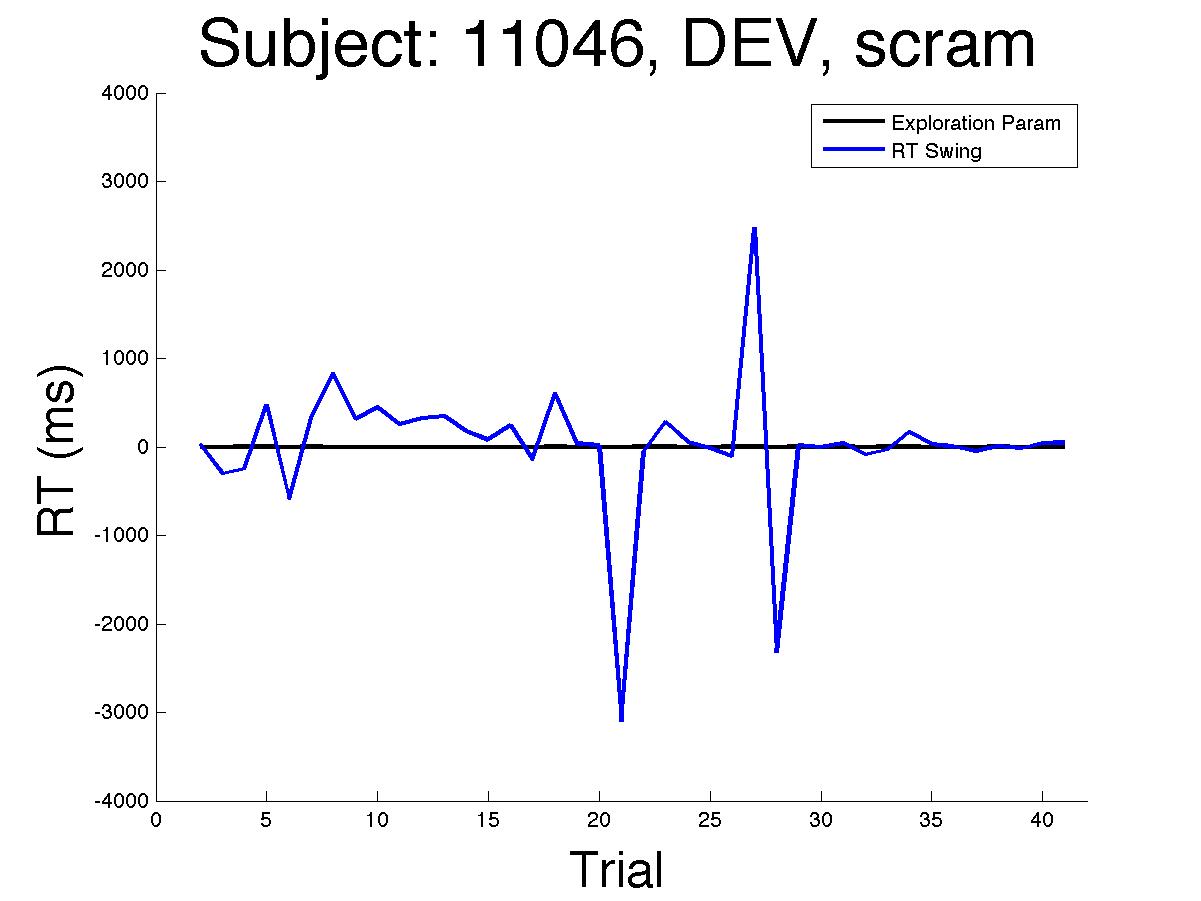 Subject: 11046, DEV, scram
4000
3000
2000
1000
0
-1000
-2000
-3000
-4000
RT (ms)
Exploration Param
RT Swing
0 5 10 15 20 25 30 35 40
Trial